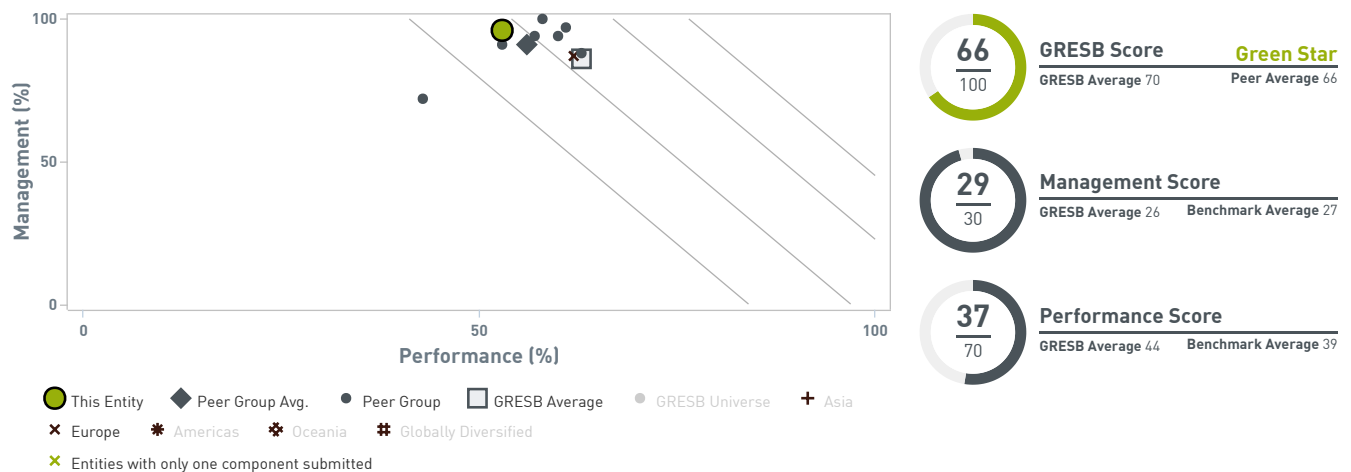 100
50
0
Management (%)
0
50
100
Performance (%)
This Entity
Peer Group Avg.
Peer Group
GRESB Average
GRESB Universe
Asia
Europe
Americas
Oceania
Globally Diversified
Entities with only one component submitted
66
100
GRESB Score
Green Star
GRESB Average 70
Peer Average 66
29
30
Management Score
GRESB Average 26
Benchmark Average 27
37
70
Performance Score
GRESB Average 44
Benchmark Average 39